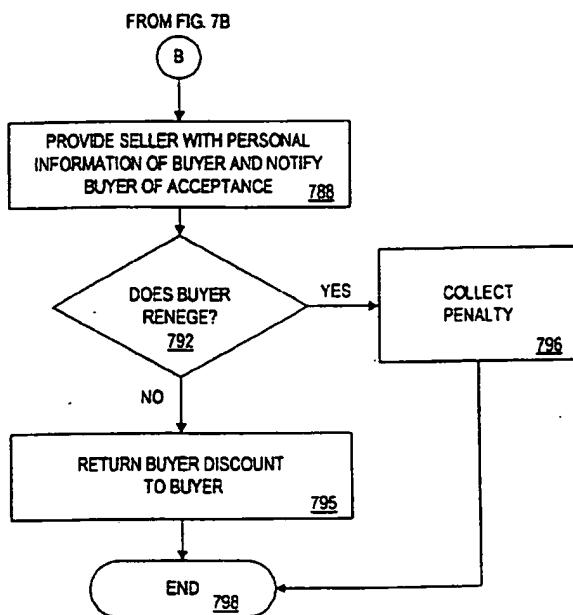 FROM FIG. 7B
B
PROVIDE SELLER WITH PERSONAL
INFORMATION OF BUYER AND NOTIFY
BUYER OF ACCEPTANCE
788
DOES BUYER
RENEGE?
792
YES
COLLECT
PENALTY
796
NO
RETURN BUYER DISCOUNT
TO BUYER
795
END
798